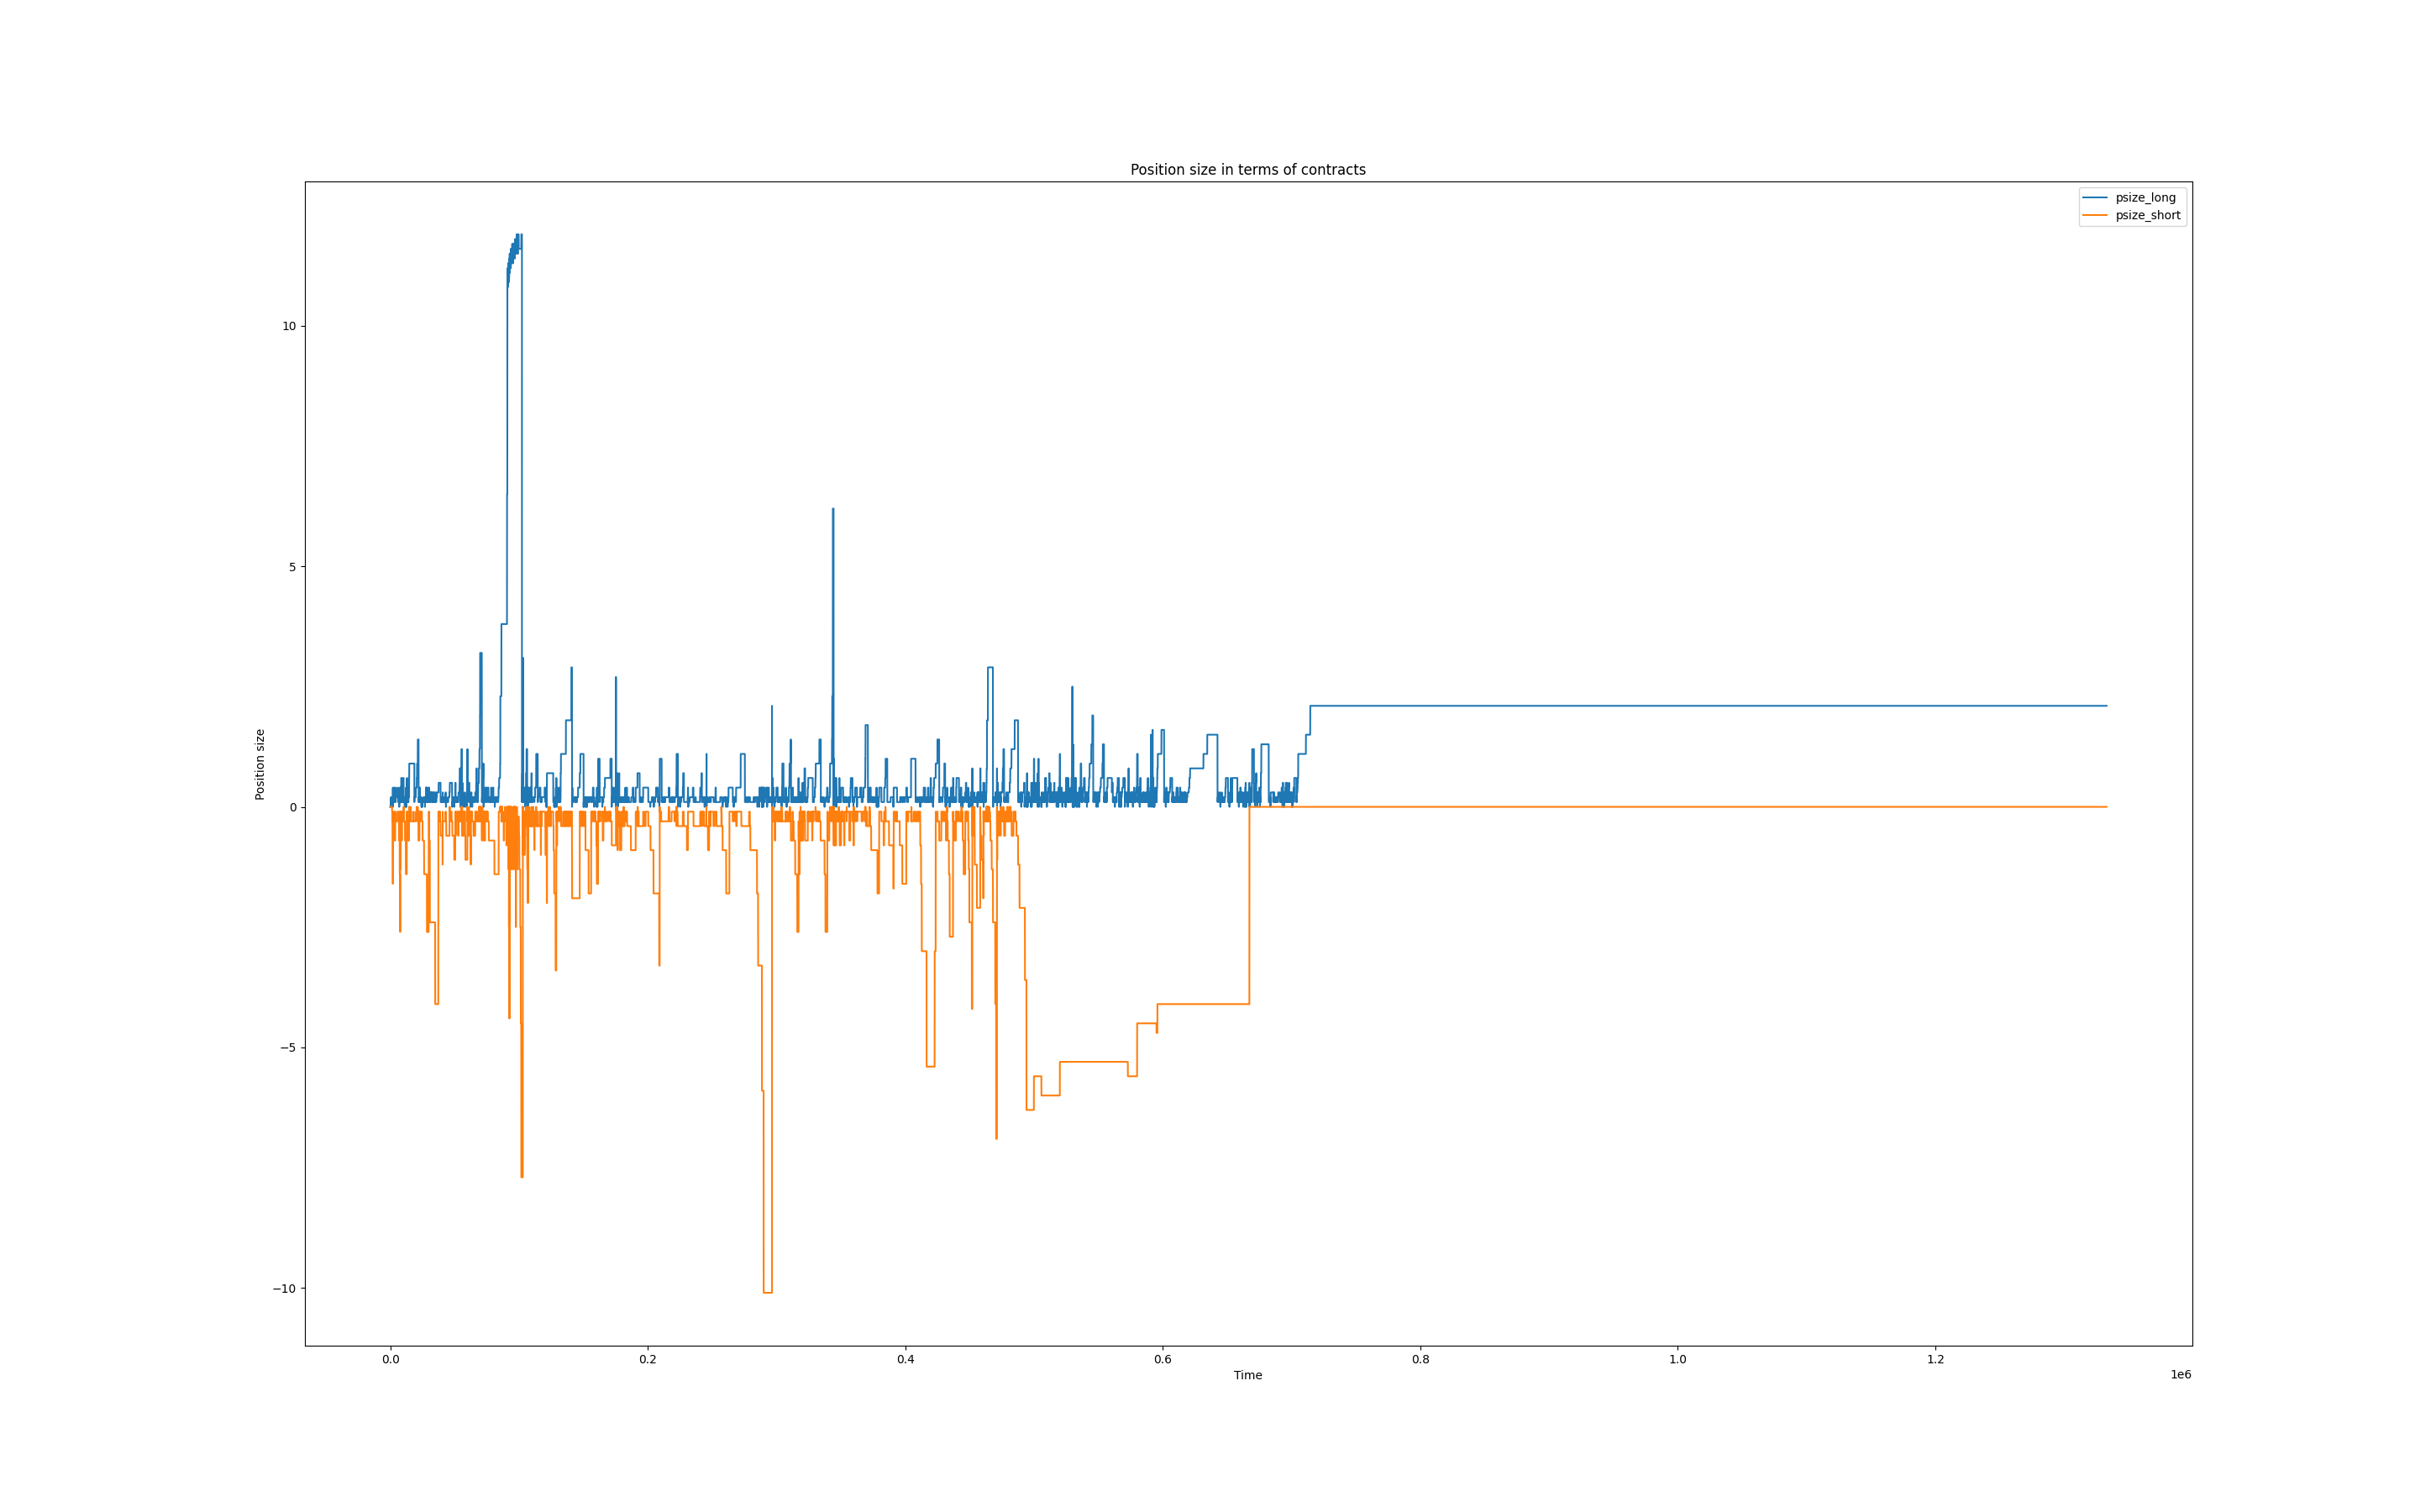 Position size in terms of contracts
psize_long
psize_short
10
5
0
−5
−10
Position size
0.0
0.2
0.4
0.6
0.8
1.0
1.2
1e6
Time